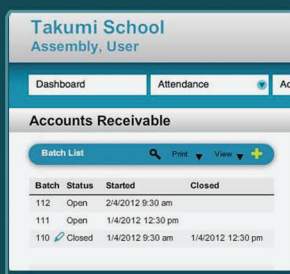 Takumi School
Assembly, User
Dashboard Attendance
Accounts Receivable
Batch List Print View
Batch Status Started Closed
112 Open 2/4/2012 9:30 am
111 Open 1/4/2012 12:30 pm
110 Closed 1/4/2012 9:30 am 1/4/2012 12:30 pm